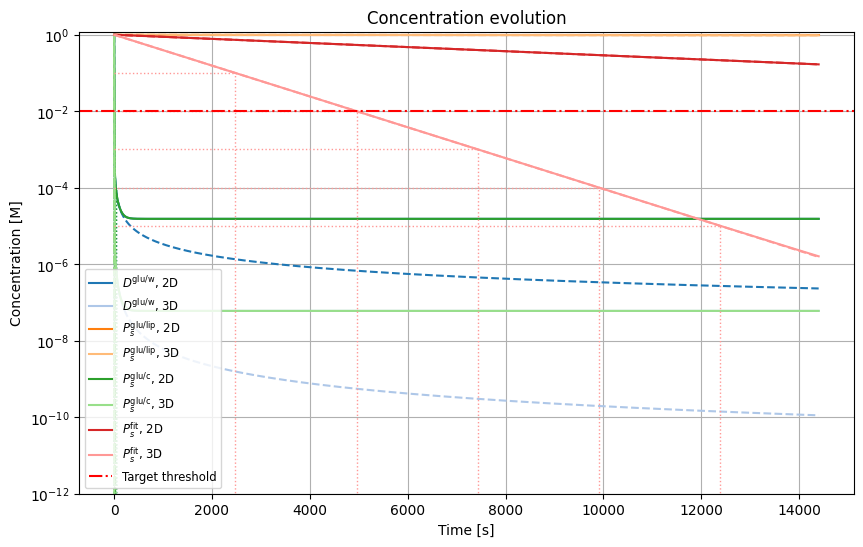 Concentration evolution
Concentration [M]
10^0
10^-2
10^-4
10^-6
10^-8
10^-10
10^-12
D^glu/w, 2D
D^glu/w, 3D
P_s^glu/lip, 2D
P_s^glu/lip, 3D
P_s^glu/c, 2D
P_s^glu/c, 3D
P_s^fit, 2D
P_s^fit, 3D
Target threshold
0 2000 4000 6000 8000 10000 12000 14000
Time [s]